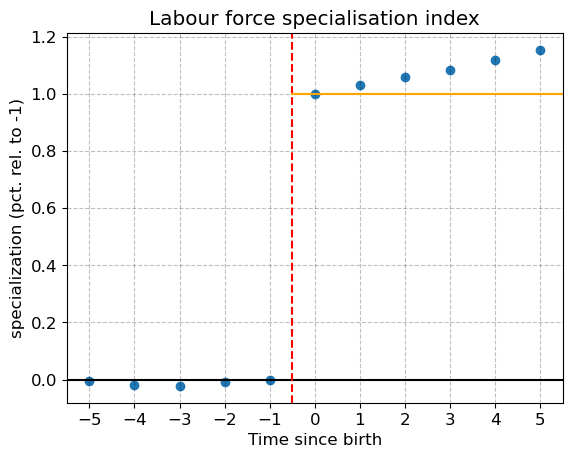 Labour force specialisation index
specialization (pct. rel. to -1)
1.2
1.0
0.8
0.6
0.4
0.2
0.0
−5 −4 −3 −2 −1 0 1 2 3 4 5
Time since birth